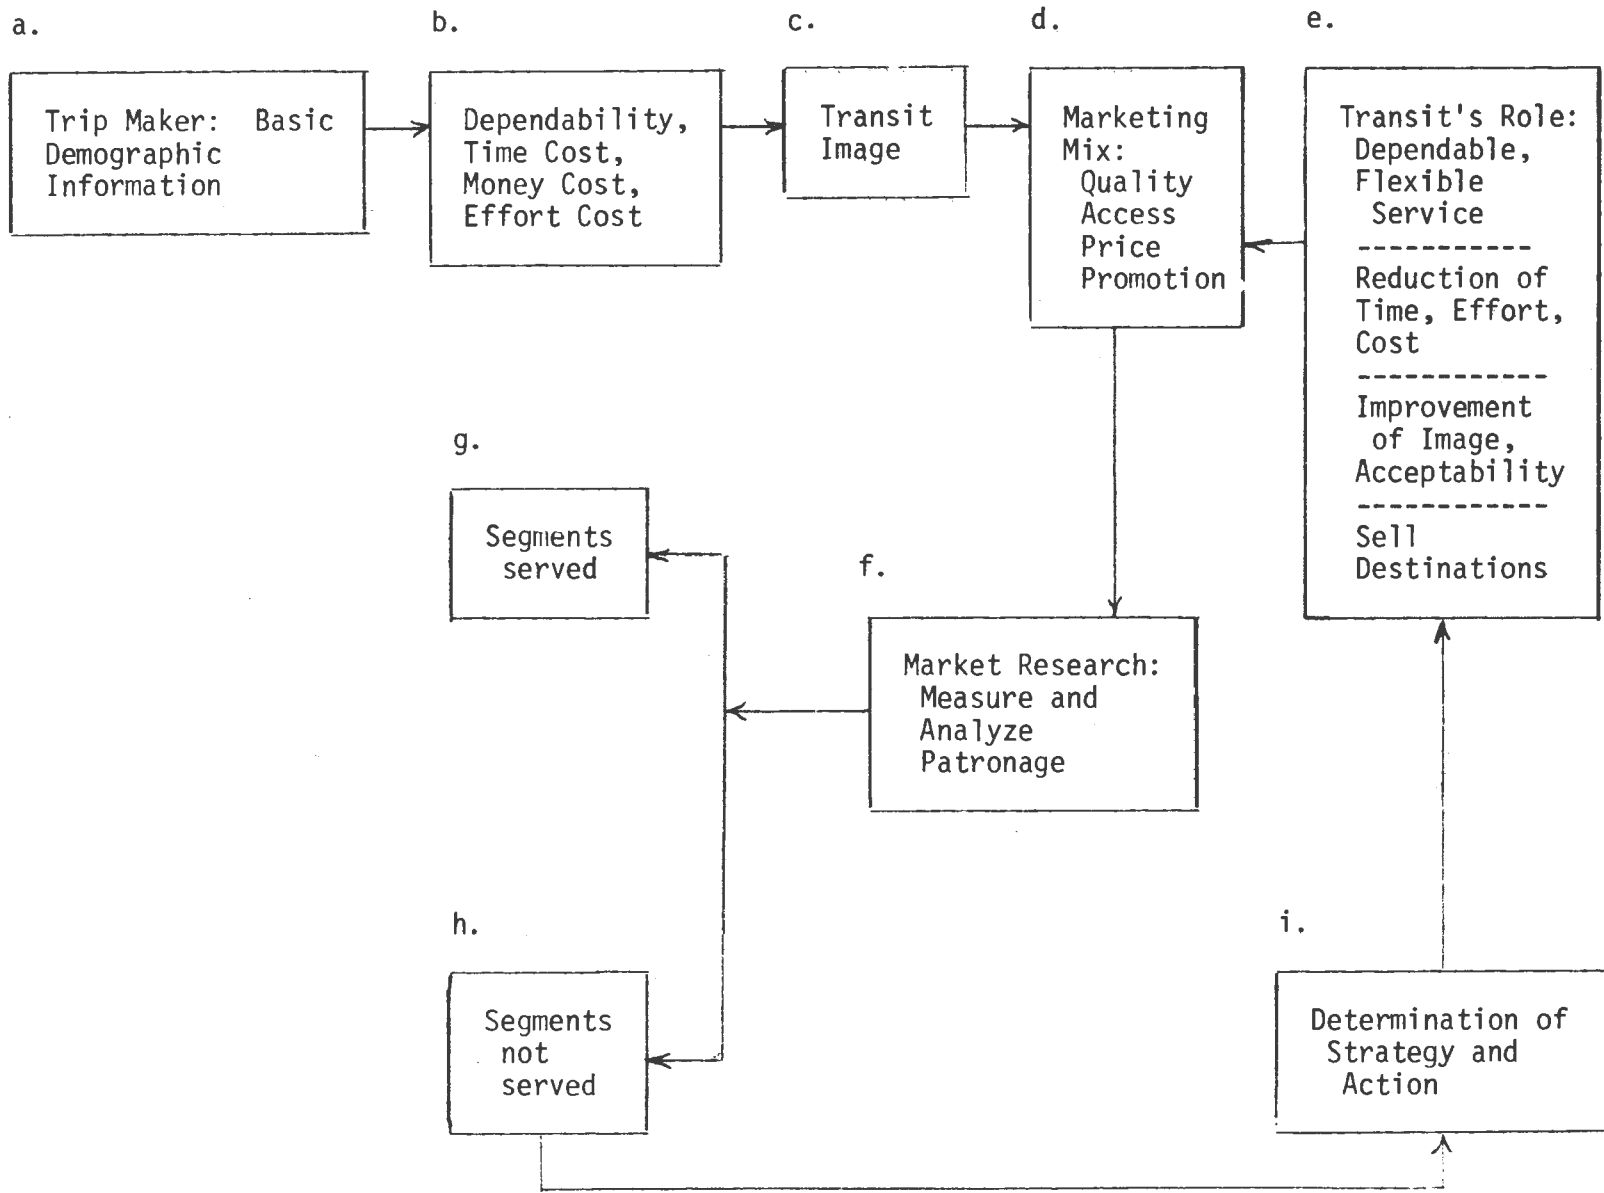 a.
Trip Maker: Basic
Demographic
Information
b.
Dependability,
Time Cost,
Money Cost,
Effort Cost
c.
Transit
Image
d.
Marketing
Mix:
Quality
Access
Price
Promotion
e.
Transit's Role:
Dependable,
Flexible
Service
-----------
Reduction of
Time, Effort,
Cost
------------
Improvement
of Image,
Acceptability
------------
Sell
Destinations
g.
Segments
served
f.
Market Research:
Measure and
Analyze
Patronage
h.
Segments
not
served
i.
Determination of
Strategy and
Action